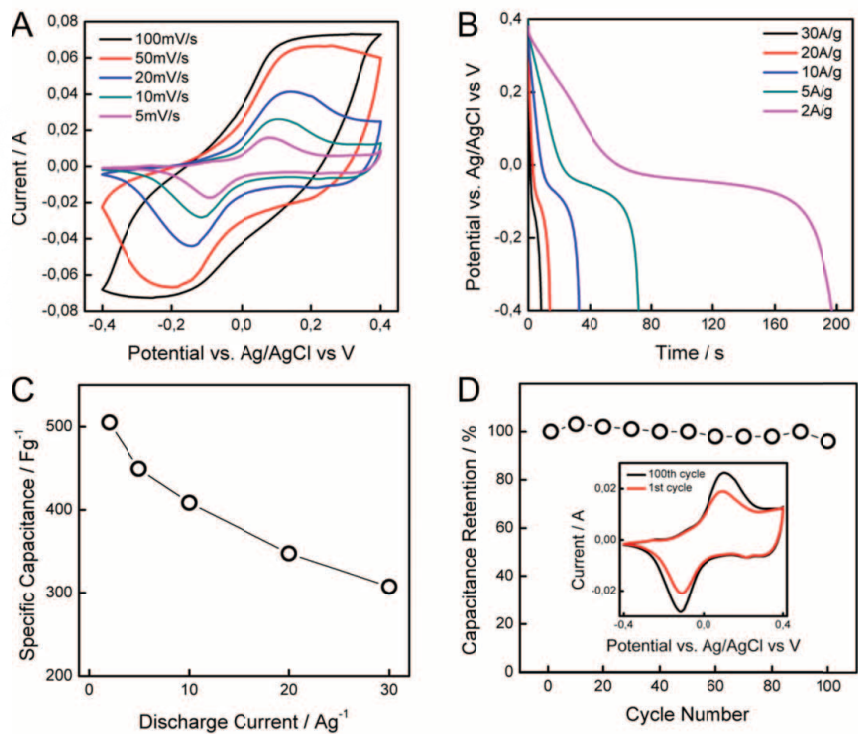 A
100mV/s
50mV/s
20mV/s
10mV/s
5mV/s
0,08
0,06
0,04
0,02
0,00
-0,02
-0,04
-0,06
-0,08
Current / A
-0,4 -0,2 0,0 0,2 0,4
Potential vs. Ag/AgCl vs V
B
30A/g
20A/g
10A/g
5A/g
2A/g
0,4
0,2
0,0
-0,2
-0,4
Potential vs. Ag/AgCl vs V
0 40 80 120 160 200
Time / s
C
500
400
300
200
Specific Capacitance / Fg⁻¹
0 10 20 30
Discharge Current / Ag⁻¹
D
120
100
80
60
40
20
0
Capacitance Retention / %
0 20 40 60 80 100
Cycle Number
100th cycle
1st cycle
0,02
0,00
-0,02
Current / A
-0,4 0,0 0,4
Potential vs. Ag/AgCl vs V